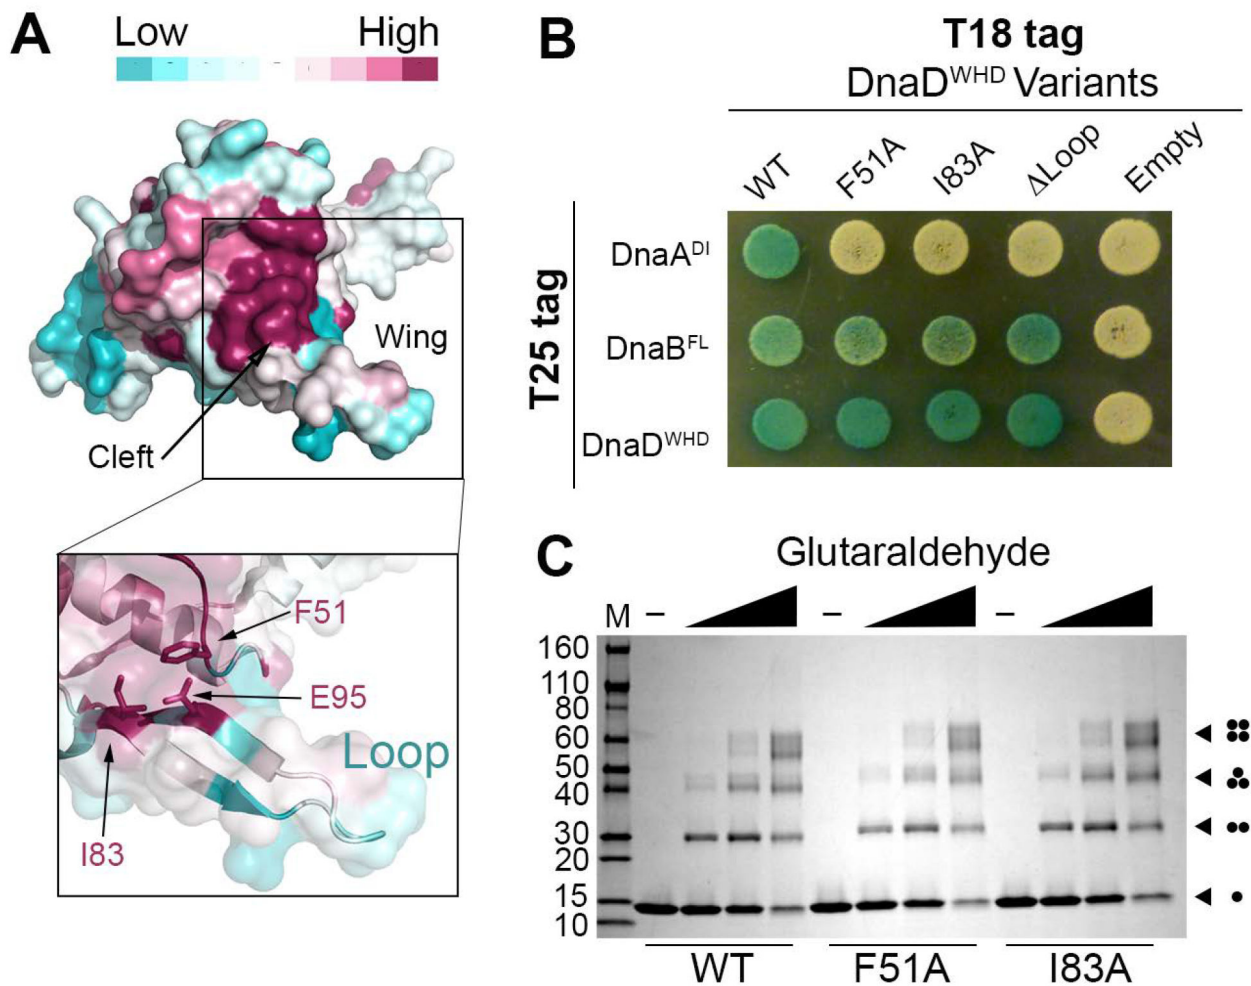 A
Low High
Wing
Cleft
F51
E95
Loop
I83
B
T18 tag
DnaD^WHD Variants
WT F51A I83A ΔLoop Empty
T25 tag
DnaA^DI
DnaB^FL
DnaD^WHD
C
Glutaraldehyde
M – – –
160
110
80
60
50
40
30
20
15
10
WT F51A I83A